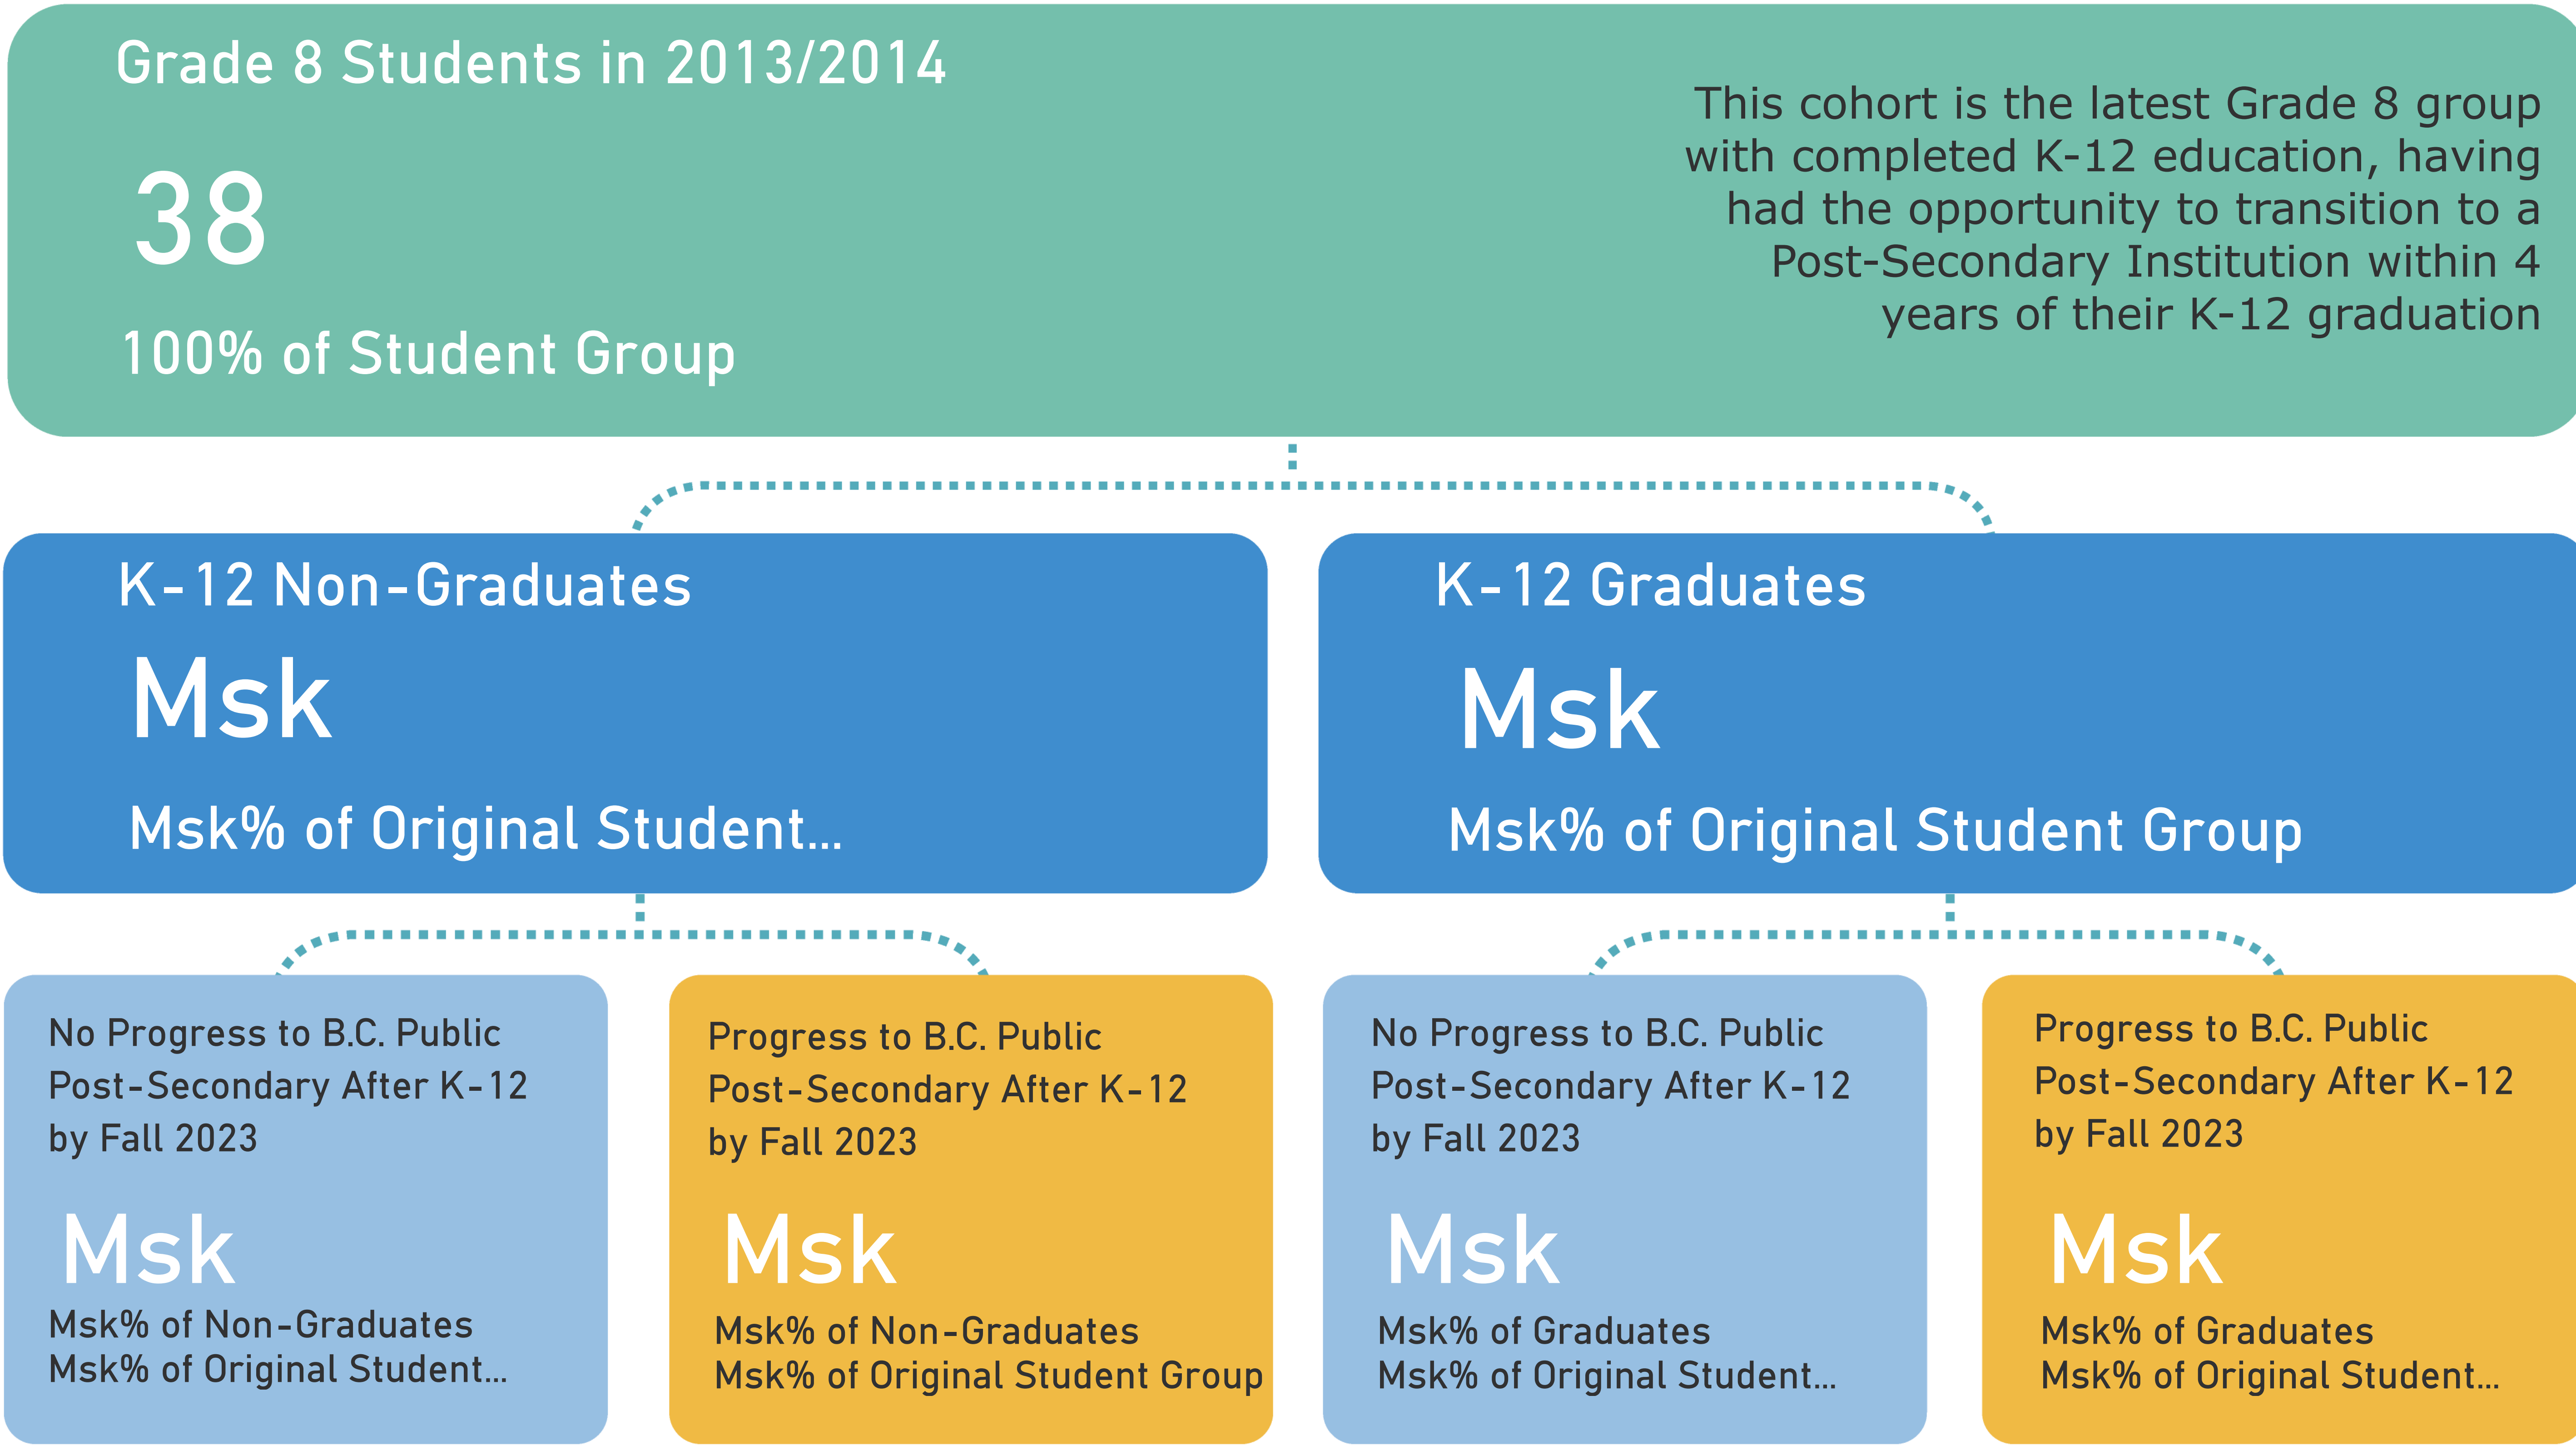 Grade 8 Students in 2013/2014
38
100% of Student Group
This cohort is the latest Grade 8 group
with completed K-12 education, having
had the opportunity to transition to a
Post-Secondary Institution within 4
years of their K-12 graduation
K-12 Non-Graduates
Msk
Msk% of Original Student...
K-12 Graduates
Msk
Msk% of Original Student Group
No Progress to B.C. Public
Post-Secondary After K-12
by Fall 2023
Msk
Msk% of Non-Graduates
Msk% of Original Student...
Progress to B.C. Public
Post-Secondary After K-12
by Fall 2023
Msk
Msk% of Non-Graduates
Msk% of Original Student Group
No Progress to B.C. Public
Post-Secondary After K-12
by Fall 2023
Msk
Msk% of Graduates
Msk% of Original Student...
Progress to B.C. Public
Post-Secondary After K-12
by Fall 2023
Msk
Msk% of Graduates
Msk% of Original Student...